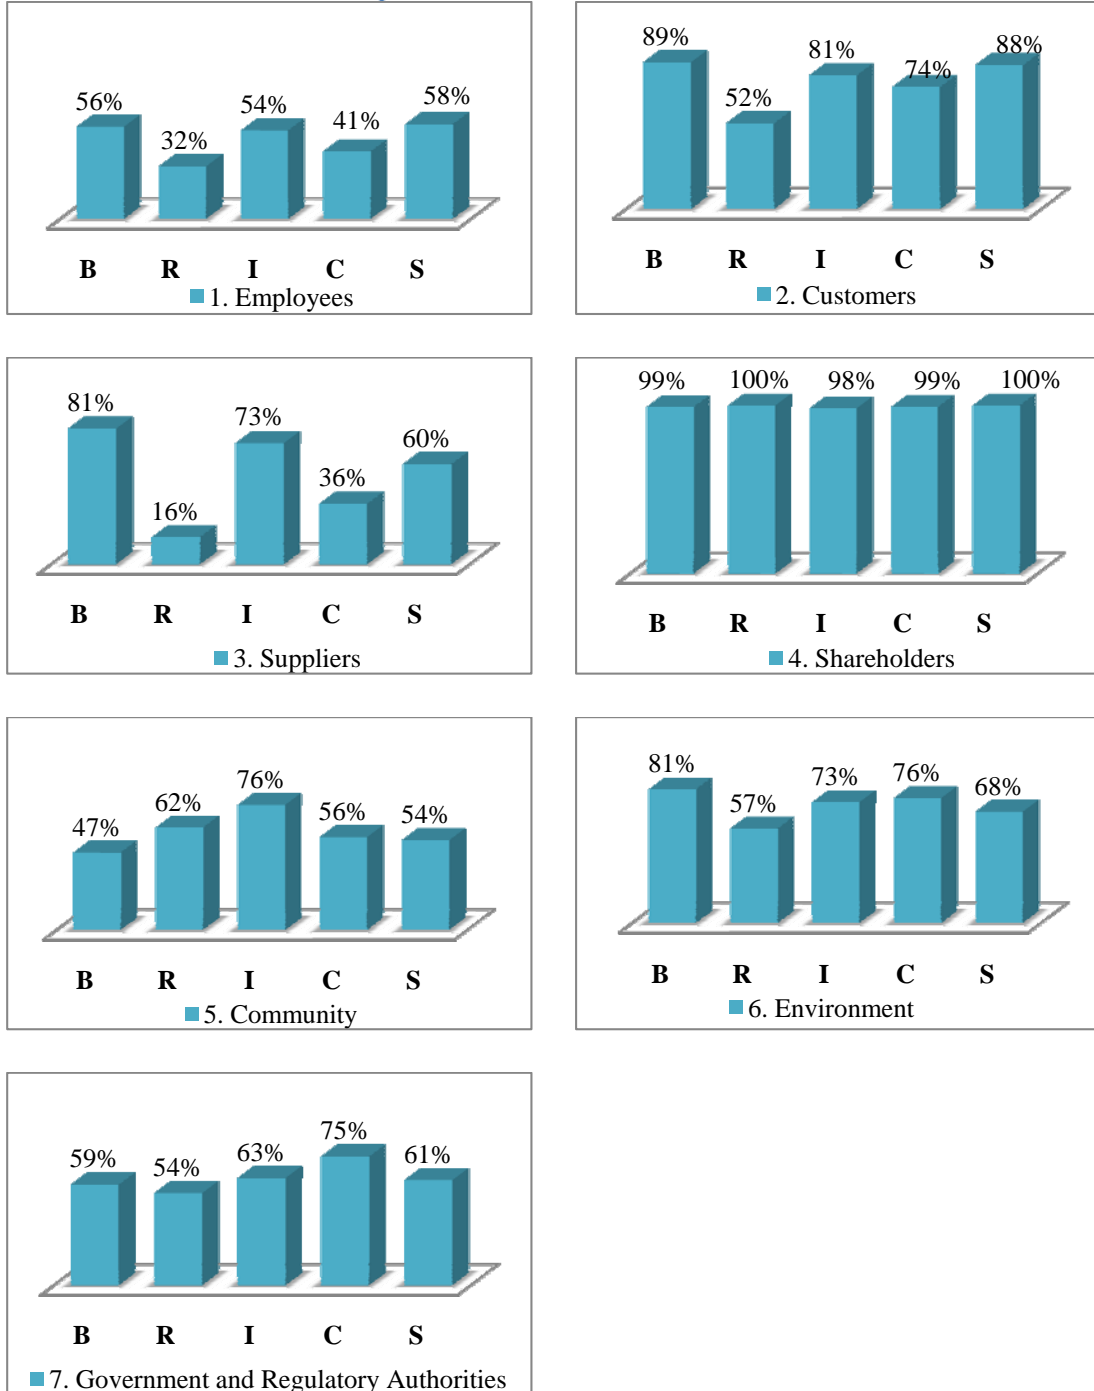 56% 32% 54% 41% 58%
B R I C S
1. Employees
89% 52% 81% 74% 88%
B R I C S
2. Customers
81% 16% 73% 36% 60%
B R I C S
3. Suppliers
99% 100% 98% 99% 100%
B R I C S
4. Shareholders
47% 62% 76% 56% 54%
B R I C S
5. Community
81% 57% 73% 76% 68%
B R I C S
6. Environment
59% 54% 63% 75% 61%
B R I C S
7. Government and Regulatory Authorities